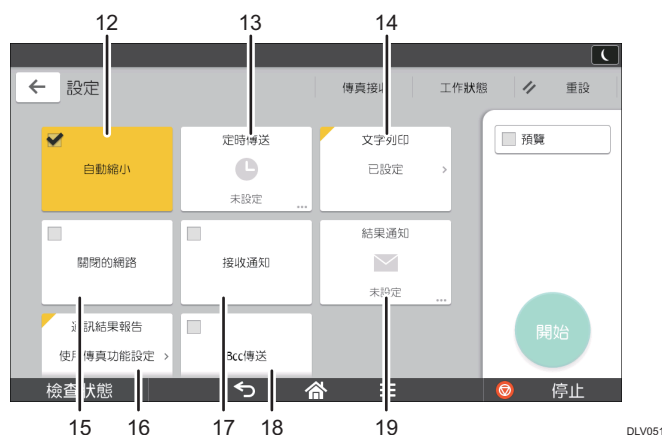 12 13 14
設定 傳真接收 工作狀態 重設
自動縮小
定時傳送
未設定
文字列印
已設定
預覽
關閉的網路
接收通知
結果通知
未設定
通訊結果報告
使用傳真功能設定
Bcc傳送
開始
檢查狀態 停止
15 16 17 18 19
DLV051